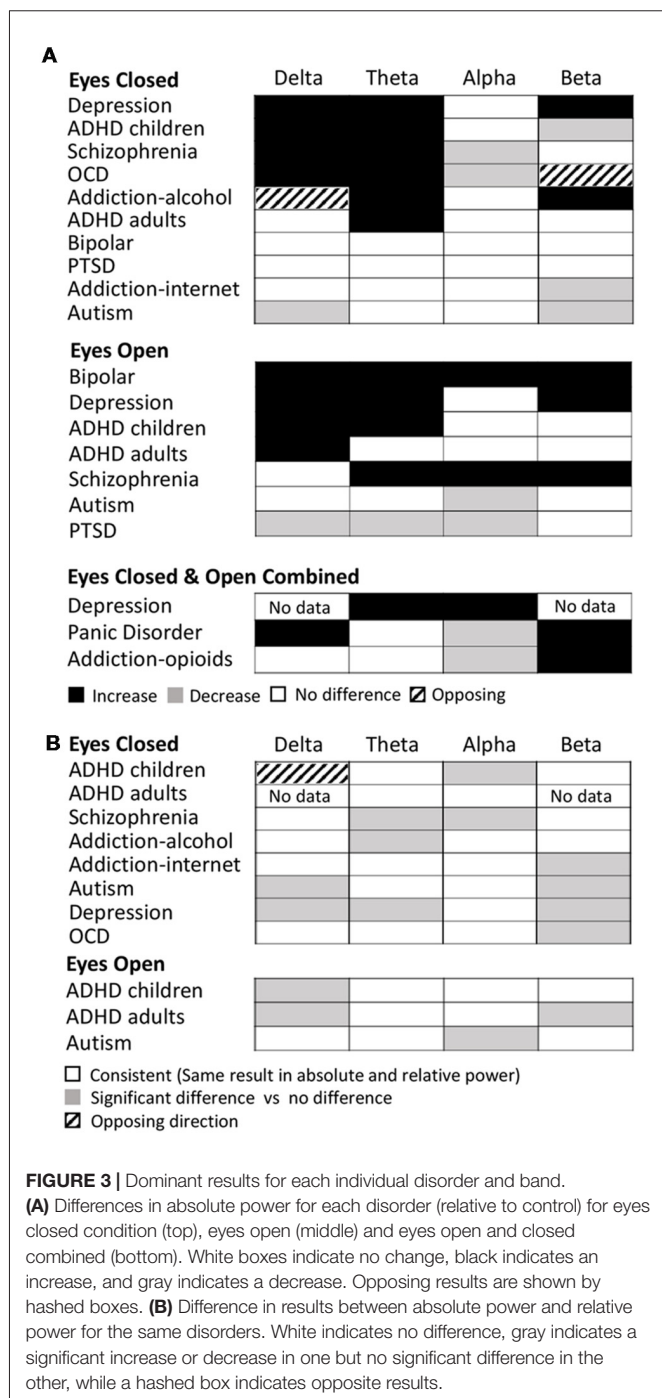 A
Eyes Closed Delta Theta Alpha Beta
Depression
ADHD children
Schizophrenia
OCD
Addiction-alcohol
ADHD adults
Bipolar
PTSD
Addiction-internet
Autism
Eyes Open
Bipolar
Depression
ADHD children
ADHD adults
Schizophrenia
Autism
PTSD
Eyes Closed & Open Combined
Depression No data No data
Panic Disorder
Addiction-opioids
Increase Decrease No difference Opposing
B Eyes Closed Delta Theta Alpha Beta
ADHD children
ADHD adults No data No data
Schizophrenia
Addiction-alcohol
Addiction-internet
Autism
Depression
OCD
Eyes Open
ADHD children
ADHD adults
Autism
Consistent (Same result in absolute and relative power)
Significant difference vs no difference
Opposing direction
FIGURE 3 | Dominant results for each individual disorder and band.
(A) Differences in absolute power for each disorder (relative to control) for eyes
closed condition (top), eyes open (middle) and eyes open and closed
combined (bottom). White boxes indicate no change, black indicates an
increase, and gray indicates a decrease. Opposing results are shown by
hashed boxes. (B) Difference in results between absolute power and relative
power for the same disorders. White indicates no difference, gray indicates a
significant increase or decrease in one but no significant difference in the
other, while a hashed box indicates opposite results.